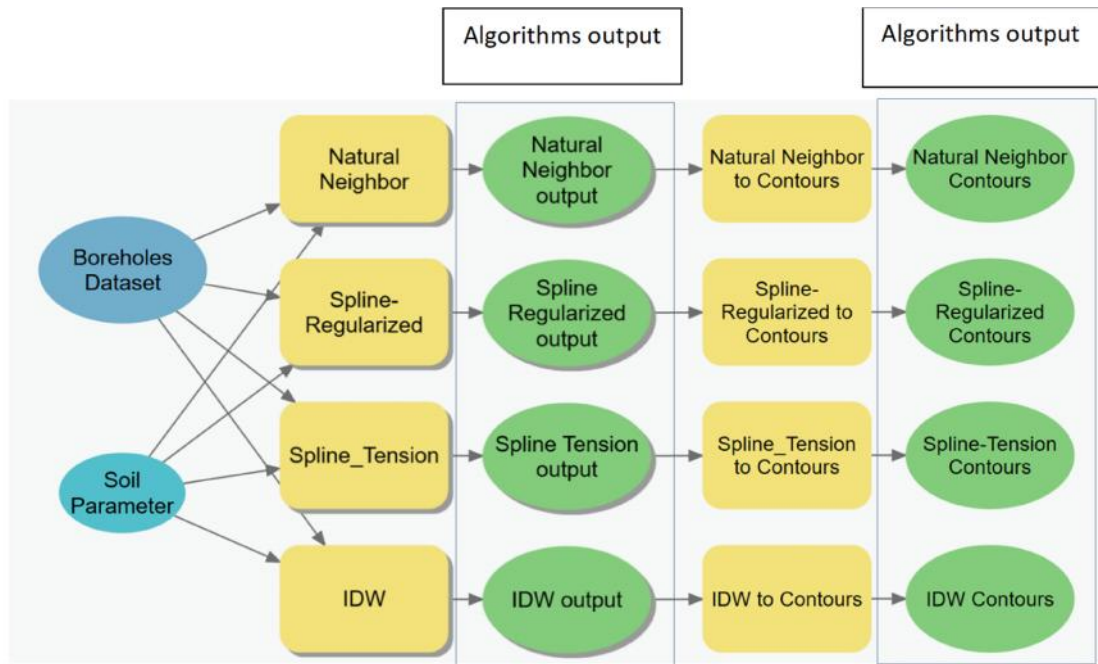 Algorithms output
Algorithms output
Boreholes
Dataset
Soil
Parameter
Natural
Neighbor
Natural
Neighbor
output
Natural Neighbor
to Contours
Natural Neighbor
Contours
Spline-
Regularized
Spline
Regularized
output
Spline-
Regularized to
Contours
Spline-
Regularized
Contours
Spline_Tension
Spline Tension
output
Spline_Tension
to Contours
Spline-Tension
Contours
IDW
IDW output
IDW to Contours
IDW Contours